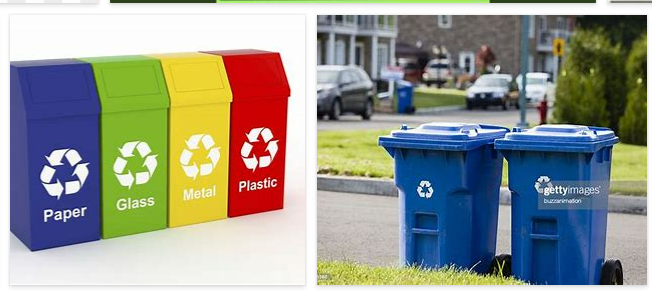 Paper
Glass
Metal
Plastic
gettyimages®
buzzanimation